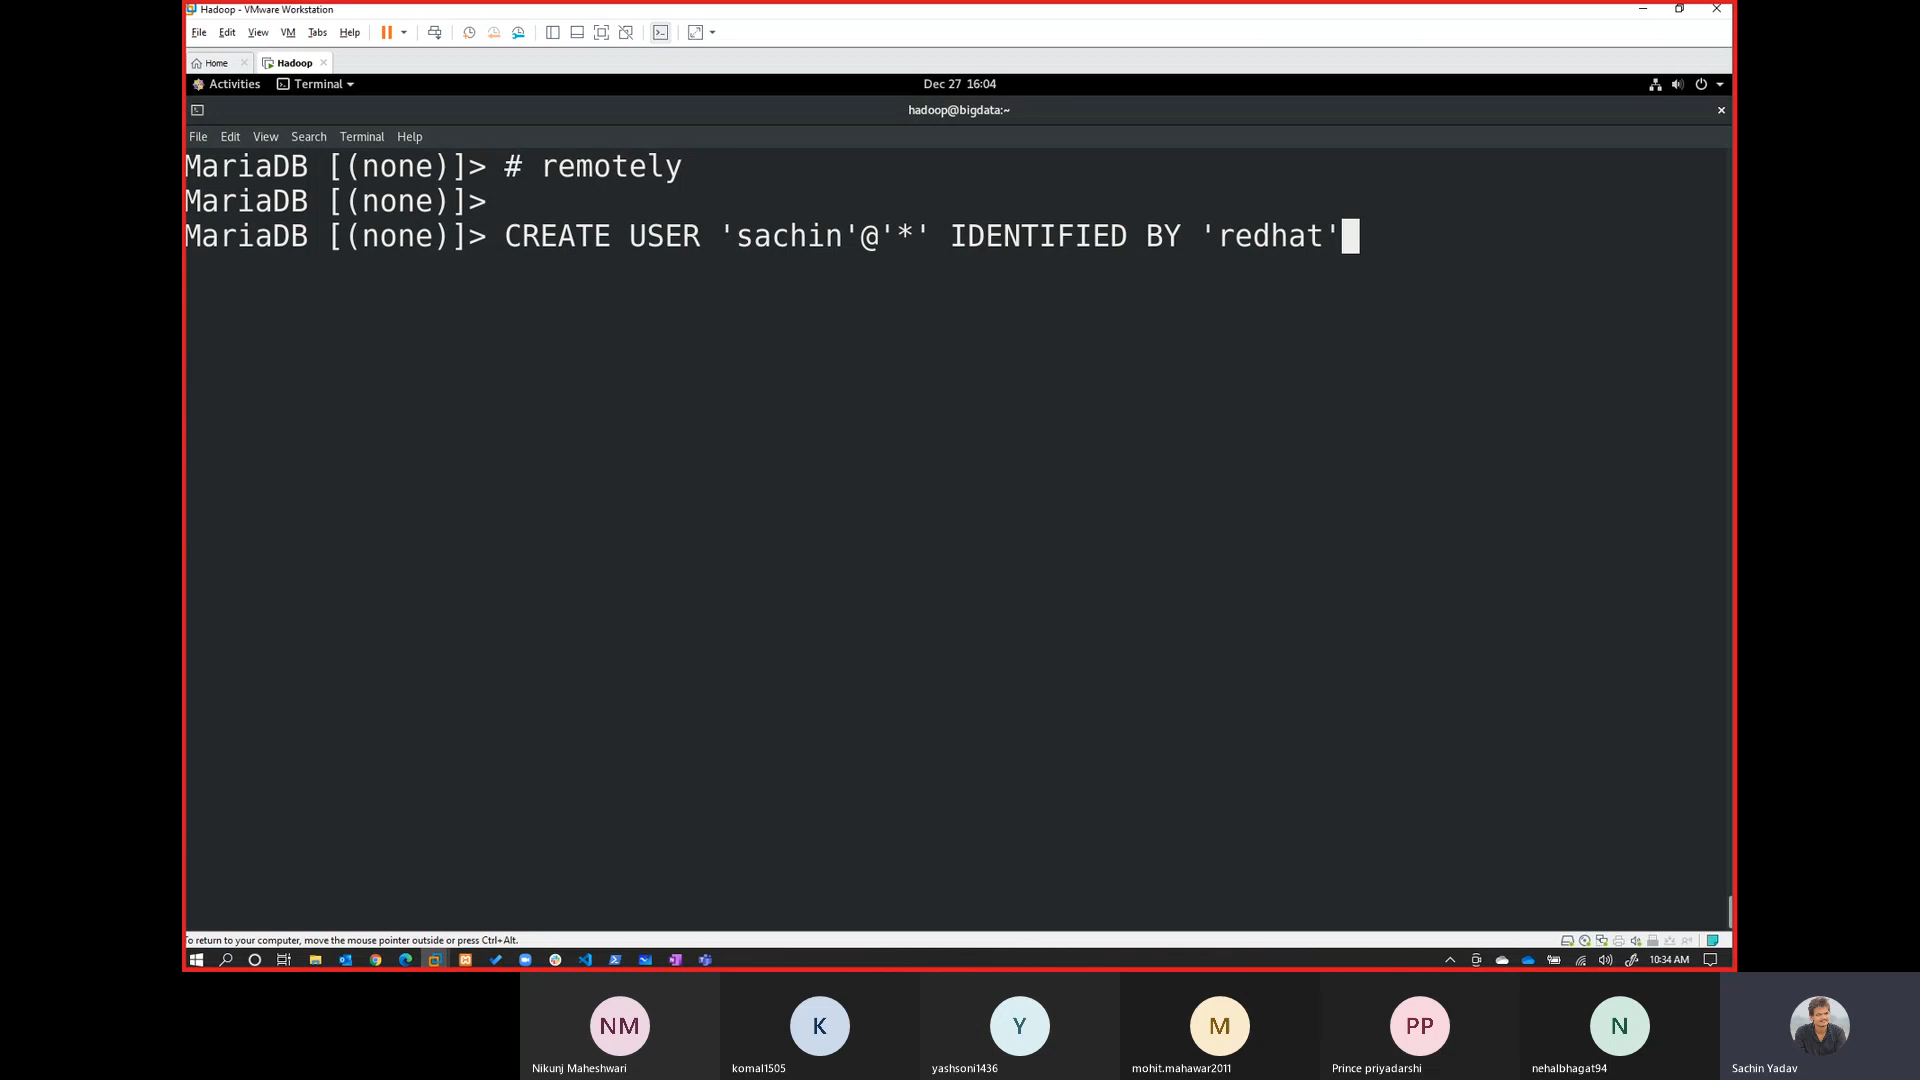 Hadoop - VMware Workstation
File Edit View VM Tabs Help
Home Hadoop
Activities Terminal Dec 27 16:04
hadoop@bigdata:~
File Edit View Search Terminal Help
MariaDB [(none)]> # remotely
MariaDB [(none)]>
MariaDB [(none)]> CREATE USER 'sachin'@'*' IDENTIFIED BY 'redhat'
To return to your computer, move the mouse pointer outside or press Ctrl+Alt.
10:34 AM
NM K Y M PP N
Nikunj Maheshwari komal1505 yashsoni1436 mohit.mahawar2011 Prince priyadarshi nehalbhagat94 Sachin Yadav